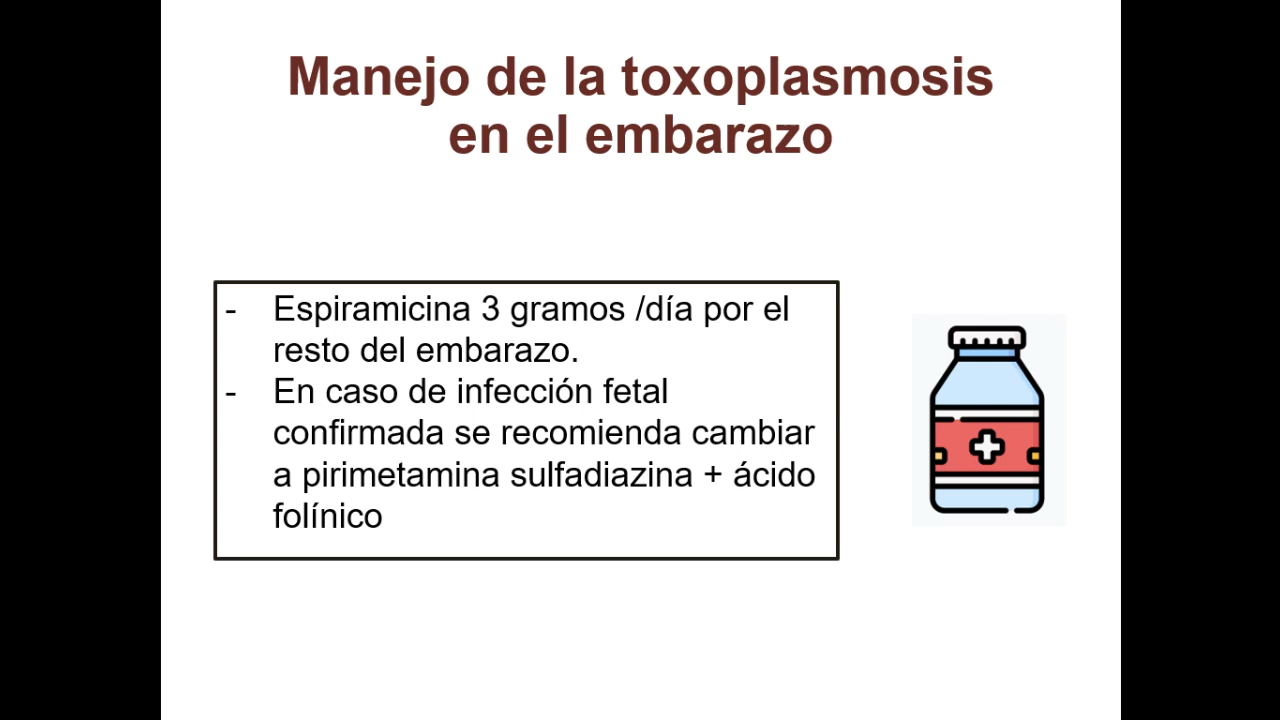 Manejo de la toxoplasmosis
en el embarazo
- Espiramicina 3 gramos /día por el
resto del embarazo.
- En caso de infección fetal
confirmada se recomienda cambiar
a pirimetamina sulfadiazina + ácido
folínico